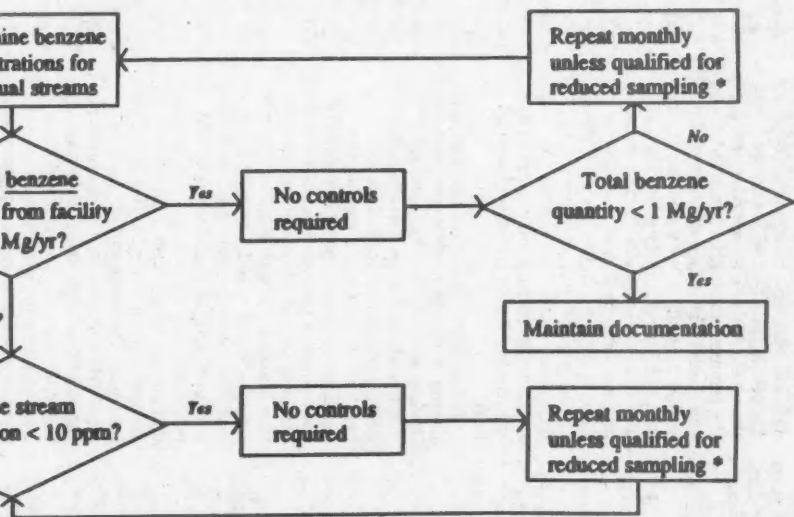 nine benzene
trations for
ual streams
Repeat monthly
unless qualified for
reduced sampling *
No
benzene
from facility
Mg/yr?
Yes
No controls
required
Total benzene
quantity < 1 Mg/yr?
Yes
Maintain documentation
e stream
on < 10 ppm?
Yes
No controls
required
Repeat monthly
unless qualified for
reduced sampling *